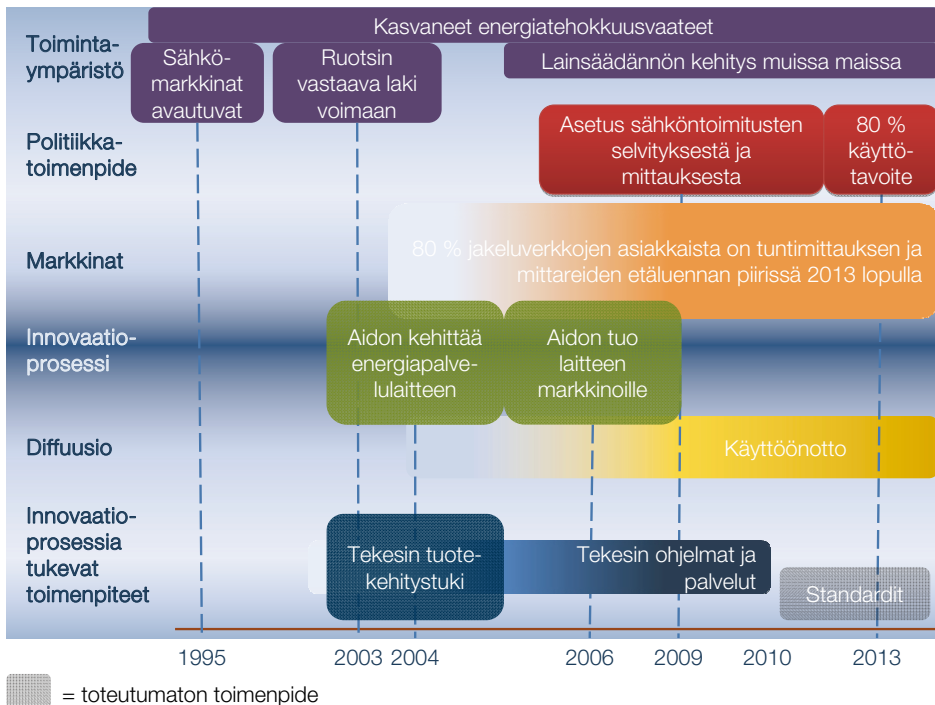 Kasvaneet energiatehokkuusvaateet
Toiminta-
ympäristö
Sähkö-
markkinat
avautuvat
Ruotsin
vastaava laki
voimaan
Lainsäädännön kehitys muissa maissa
Politiikka-
toimenpide
Asetus sähköntoimitusten
selvityksestä ja
mittauksesta
80 %
käyttö-
tavoite
Markkinat
80 % jakeluverkkojen asiakkaista on tuntimittauksen ja
mittareiden etäluennan piirissä 2013 lopulla
Innovaatio-
prosessi
Aidon kehittää
energiapalve-
lulaitteen
Aidon tuo
laitteen
markkinoille
Diffuusio
Käyttöönotto
Innovaatio-
prosessia
tukevat
toimenpiteet
Tekesin tuote-
kehitystuki
Tekesin ohjelmat ja
palvelut
Standardit
1995 2003 2004 2006 2009 2010 2013
= toteutumaton toimenpide